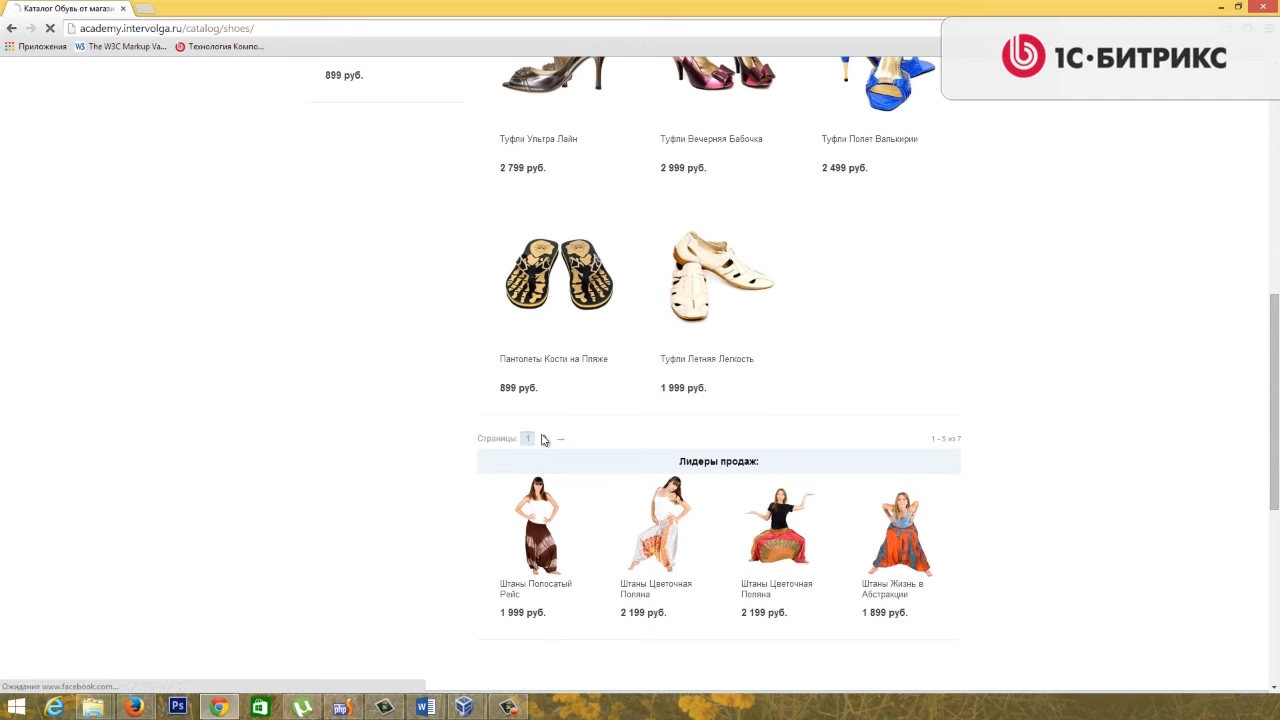 Каталог Обувь от магази
academy.intervolga.ru/catalog/shoes/
Приложения
The W3C Markup Va...
Технология Компо...
1С·БИТРИКС
899 руб.
Туфли Ультра Лайн
Туфли Вечерняя Бабочка
Туфли Полет Валькирии
2 799 руб.
2 999 руб.
2 499 руб.
Пантолеты Кости на Пляже
Туфли Летняя Легкость
899 руб.
1 999 руб.
Страницы: 1 →
1 - 5 из 7
Лидеры продаж:
Штаны Полосатый
Рейс
Штаны Цветочная
Поляна
Штаны Цветочная
Поляна
Штаны Жизнь в
Абстракции
1 999 руб.
2 199 руб.
2 199 руб.
1 899 руб.
Ожидание www.facebook.com...